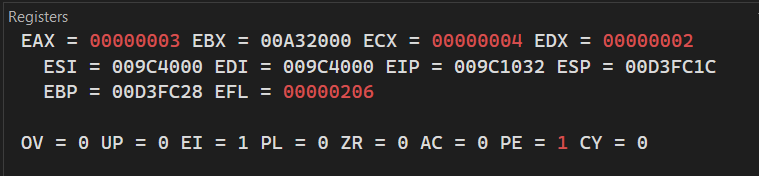 Registers
EAX = 00000003 EBX = 00A32000 ECX = 00000004 EDX = 00000002
ESI = 009C4000 EDI = 009C4000 EIP = 009C1032 ESP = 00D3FC1C
EBP = 00D3FC28 EFL = 00000206
OV = 0 UP = 0 EI = 1 PL = 0 ZR = 0 AC = 0 PE = 1 CY = 0